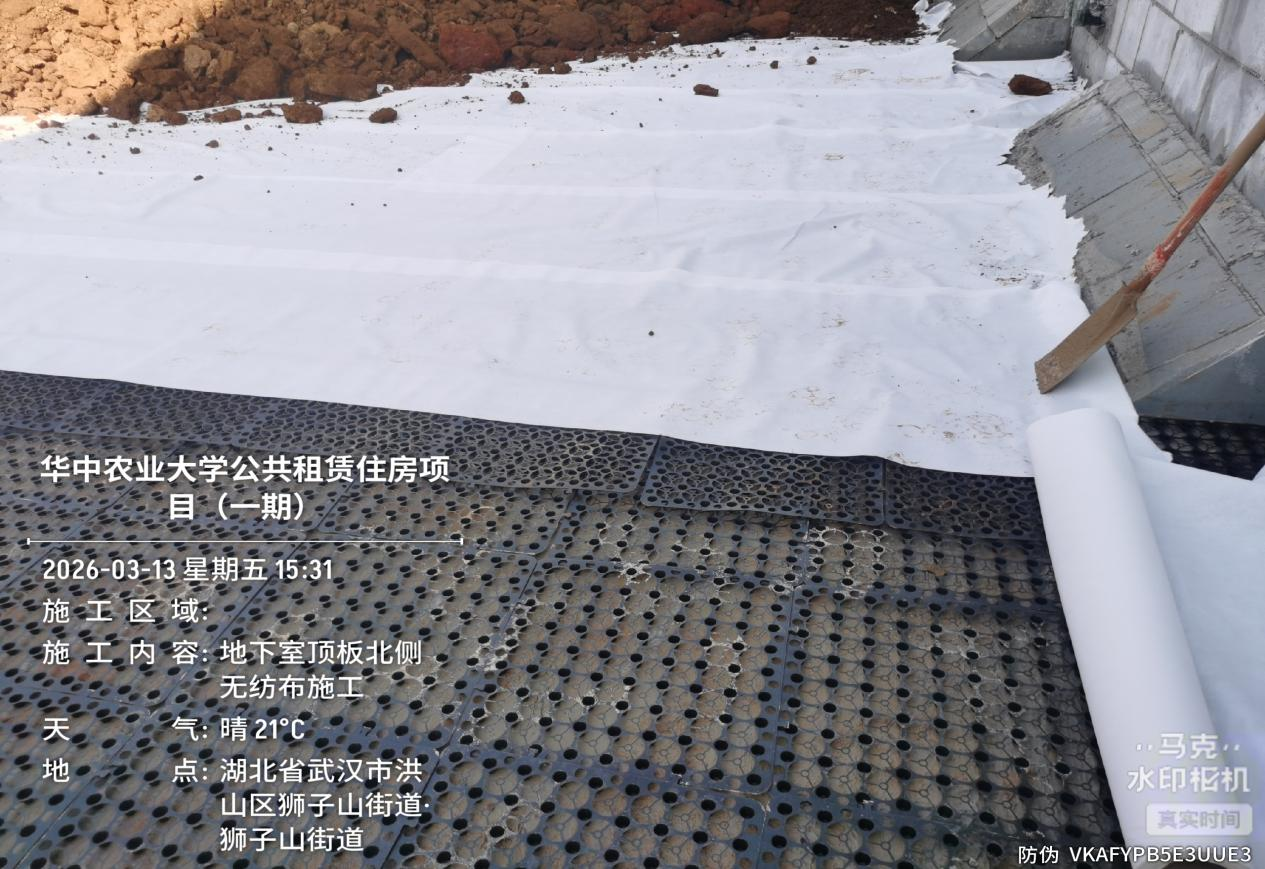 华中农业大学公共租赁住房项
目（一期）
2026-03-13 星期五 15:31
施工区域:
施工内容: 地下室顶板北侧
无纺布施工
天气: 晴 21℃
地点: 湖北省武汉市洪
山区狮子山街道·
狮子山街道
马克
水印相机
真实时间
防伪 VKAFYPB5E3UUE3